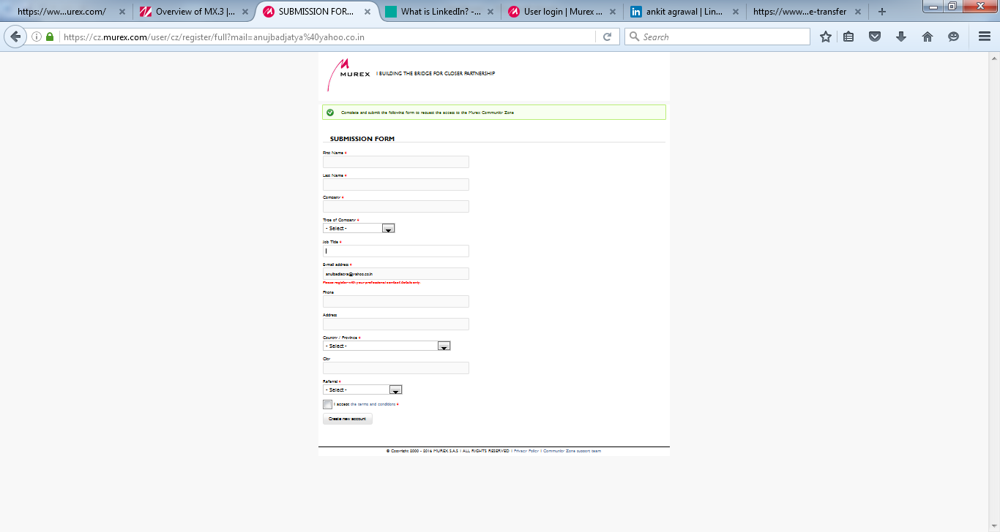 https://ww...urex.com/
Overview of MX.3 |...
SUBMISSION FOR...
What is LinkedIn? -...
User login | Murex ...
ankit agrawal | Lin...
https://www...e-transfer
https://cz.murex.com/user/cz/register/full?mail=anujbadjatya%40yahoo.co.in
Search
MUREX
I BUILDING THE BRIDGE FOR CLOSER PARTNERSHIP
Complete and submit the following form to request the access to the Murex Community Zone
SUBMISSION FORM
First Name *
Last Name *
Company *
Type of Company *
- Select -
Job Title *
E-mail address *
anujbadjatya@yahoo.co.in
Please register with your professional contact details only.
Phone
Address
Country / Province *
- Select -
City
Referral *
- Select -
I accept the terms and conditions *
Create new account
© Copyright 2000 - 2016 MUREX S.A.S I ALL RIGHTS RESERVED I Privacy Policy I Community Zone support team